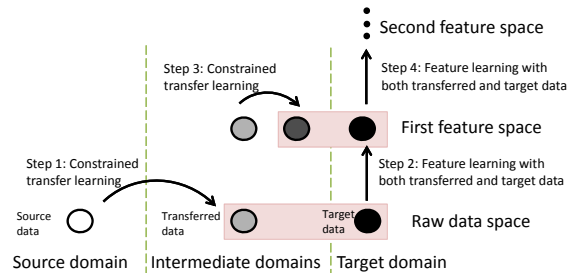 Second feature space
Step 3: Constrained
transfer learning
Step 4: Feature learning with
both transferred and target data
First feature space
Step 1: Constrained
transfer learning
Step 2: Feature learning with
both transferred and target data
Source
data
Transferred
data
Target
data
Raw data space
Source domain
Intermediate domains
Target domain